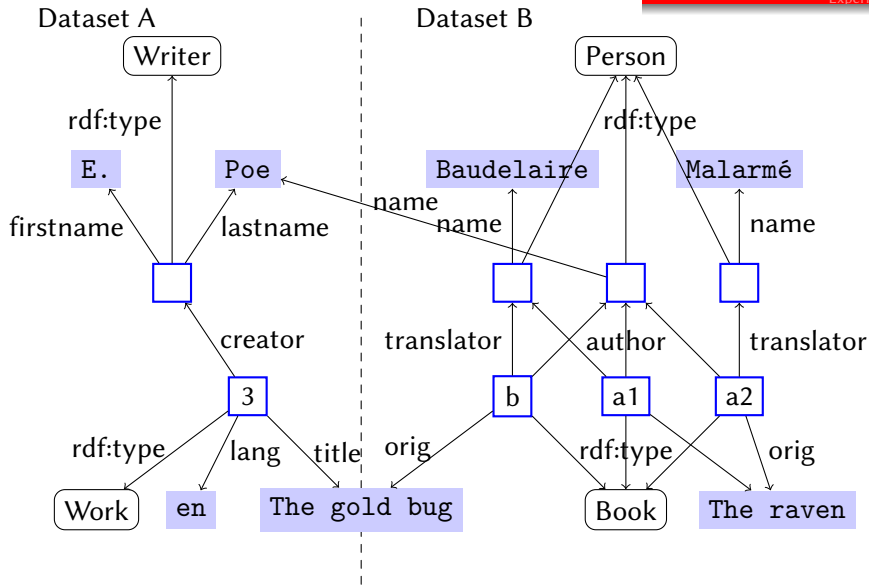 Experi
Dataset A
Dataset B
Writer
Person
rdf:type
rdf:type
E.
Poe
Baudelaire
Malarmé
firstname
lastname
name
name
name
creator
translator
author
translator
3
b
a1
a2
rdf:type
lang
title
orig
rdf:type
orig
Work
en
The gold bug
Book
The raven